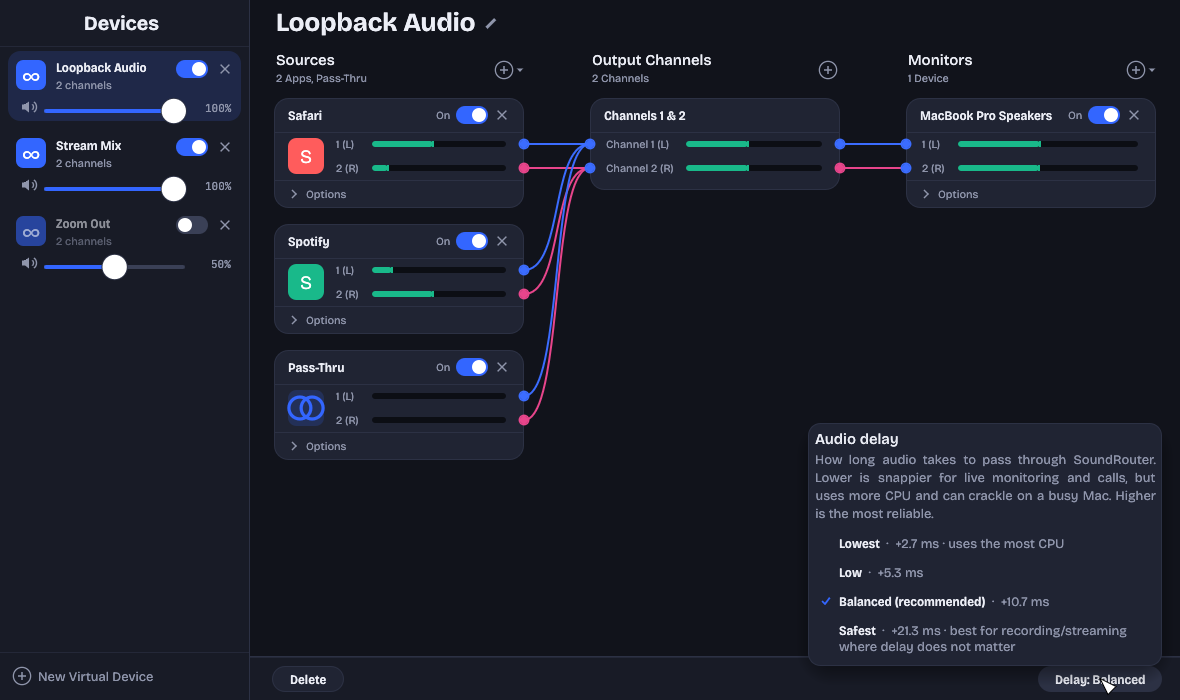 Devices
Loopback Audio
2 channels
100%
Stream Mix
2 channels
100%
Zoom Out
2 channels
50%
New Virtual Device
Loopback Audio
Sources
2 Apps, Pass-Thru
Safari
On
S
1 (L)
2 (R)
Options
Spotify
On
S
1 (L)
2 (R)
Options
Pass-Thru
On
1 (L)
2 (R)
Options
Output Channels
2 Channels
Channels 1 & 2
Channel 1 (L)
Channel 2 (R)
Monitors
1 Device
MacBook Pro Speakers
On
1 (L)
2 (R)
Options
Audio delay
How long audio takes to pass through SoundRouter.
Lower is snappier for live monitoring and calls, but
uses more CPU and can crackle on a busy Mac. Higher
is the most reliable.
Lowest · +2.7 ms · uses the most CPU
Low · +5.3 ms
Balanced (recommended) · +10.7 ms
Safest · +21.3 ms · best for recording/streaming
where delay does not matter
Delete
Delay: Balanced